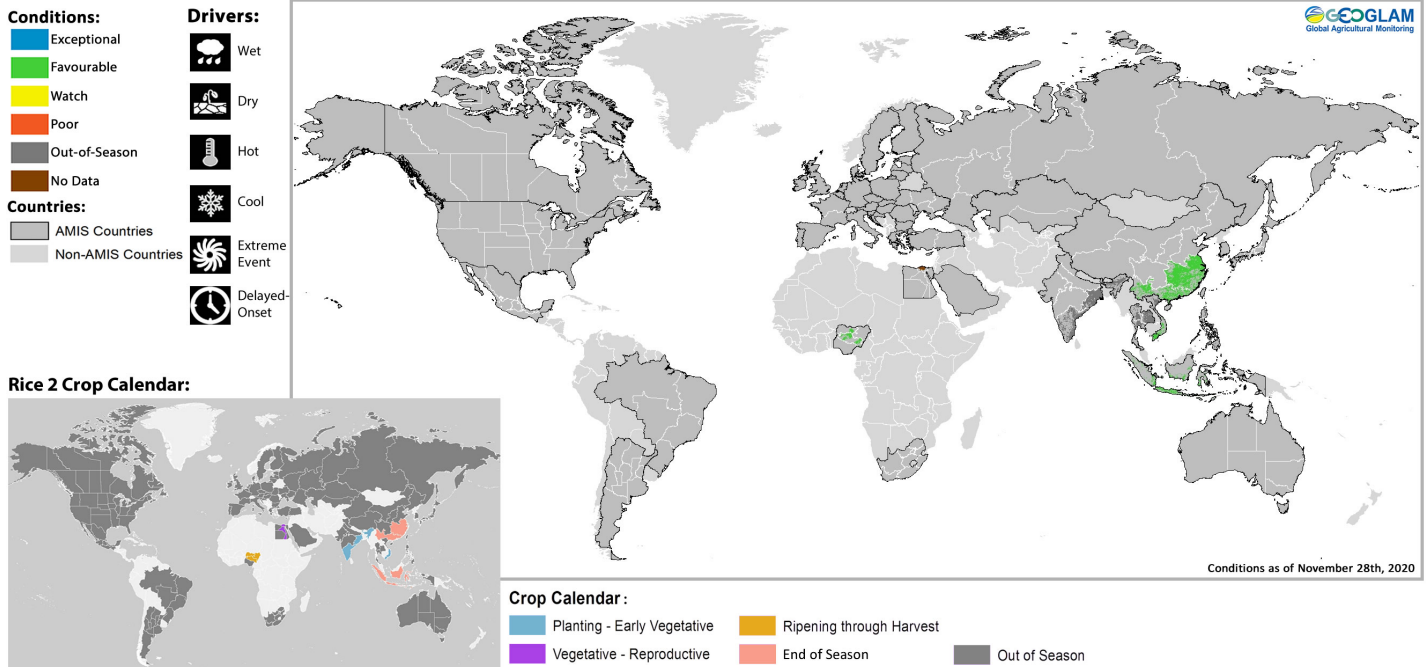 Conditions:
Exceptional
Favourable
Watch
Poor
Out-of-Season
No Data
Countries:
AMIS Countries
Non-AMIS Countries
Drivers:
Wet
Dry
Hot
Cool
Extreme
Event
Delayed-
Onset
GEOGLAM
Global Agricultural Monitoring
Conditions as of November 28th, 2020
Rice 2 Crop Calendar:
Crop Calendar :
Planting - Early Vegetative
Vegetative - Reproductive
Ripening through Harvest
End of Season
Out of Season